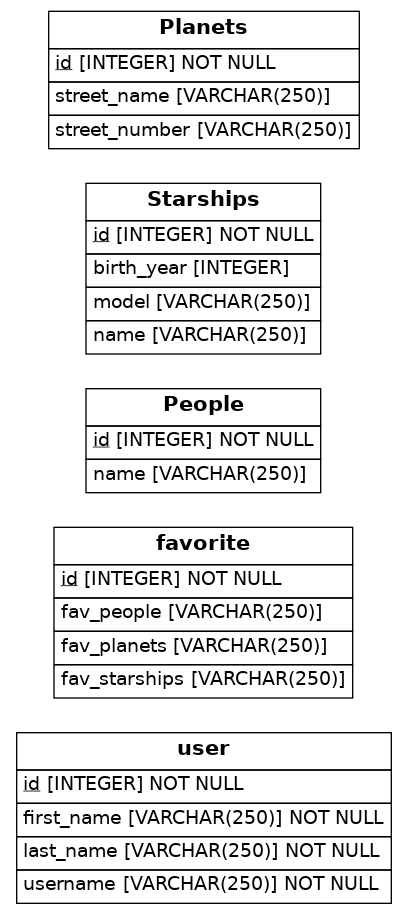 Planets
id [INTEGER] NOT NULL
street_name [VARCHAR(250)]
street_number [VARCHAR(250)]
Starships
id [INTEGER] NOT NULL
birth_year [INTEGER]
model [VARCHAR(250)]
name [VARCHAR(250)]
People
id [INTEGER] NOT NULL
name [VARCHAR(250)]
favorite
id [INTEGER] NOT NULL
fav_people [VARCHAR(250)]
fav_planets [VARCHAR(250)]
fav_starships [VARCHAR(250)]
user
id [INTEGER] NOT NULL
first_name [VARCHAR(250)] NOT NULL
last_name [VARCHAR(250)] NOT NULL
username [VARCHAR(250)] NOT NULL